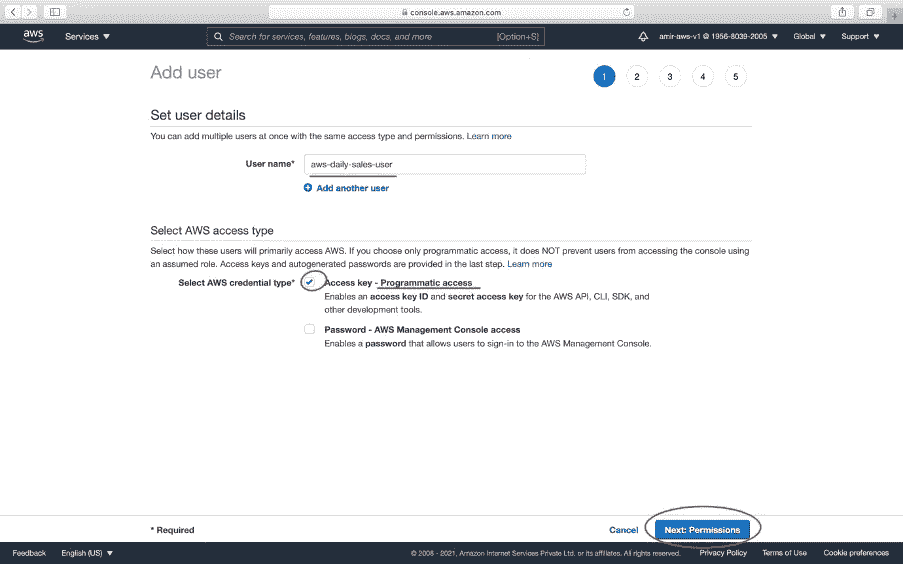 console.aws.amazon.com
aws Services Search for services, features, blogs, docs, and more [Option+S] amir-aws-v1 @ 1956-8039-2005 Global Support
Add user 1 2 3 4 5
Set user details
You can add multiple users at once with the same access type and permissions. Learn more
User name* aws-daily-sales-user
Add another user
Select AWS access type
Select how these users will primarily access AWS. If you choose only programmatic access, it does NOT prevent users from accessing the console using
an assumed role. Access keys and autogenerated passwords are provided in the last step. Learn more
Select AWS credential type* Access key - Programmatic access
Enables an access key ID and secret access key for the AWS API, CLI, SDK, and
other development tools.
Password - AWS Management Console access
Enables a password that allows users to sign-in to the AWS Management Console.
* Required Cancel Next: Permissions
Feedback English (US) © 2008 - 2021, Amazon Internet Services Private Ltd. or its affiliates. All rights reserved. Privacy Policy Terms of Use Cookie preferences